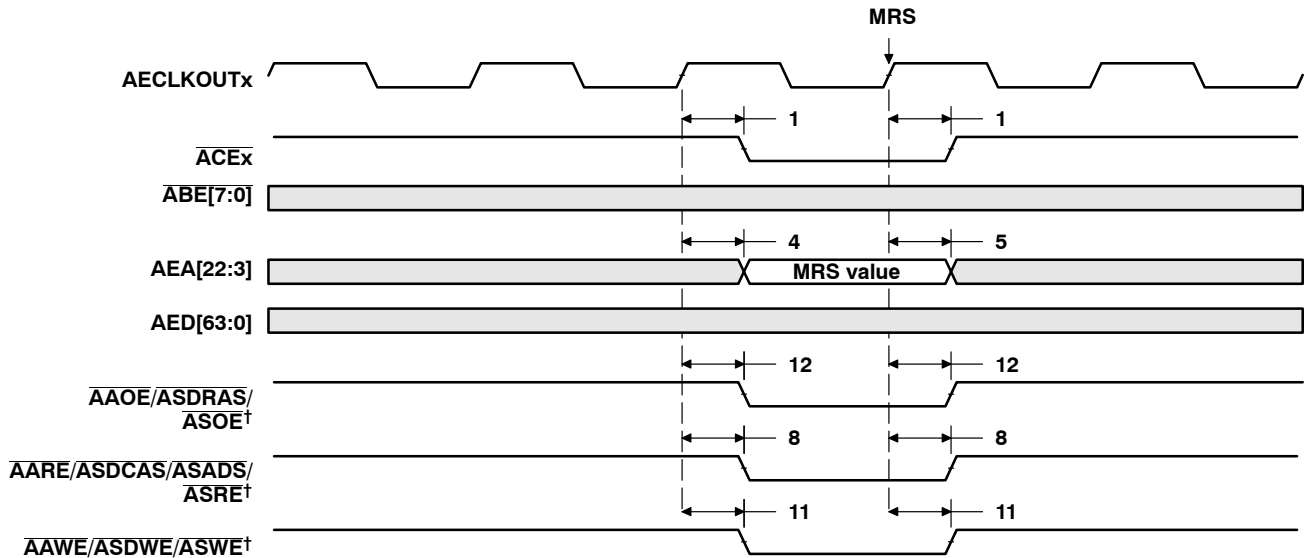 MRS
AECLKOUTx
1 1
ACEx
ABE[7:0]
4 5
AEA[22:3] MRS value
AED[63:0]
12 12
AAOE/ASDRAS/
ASOE†
8 8
AARE/ASDCAS/ASADS/
ASRE†
11 11
AAWE/ASDWE/ASWE†